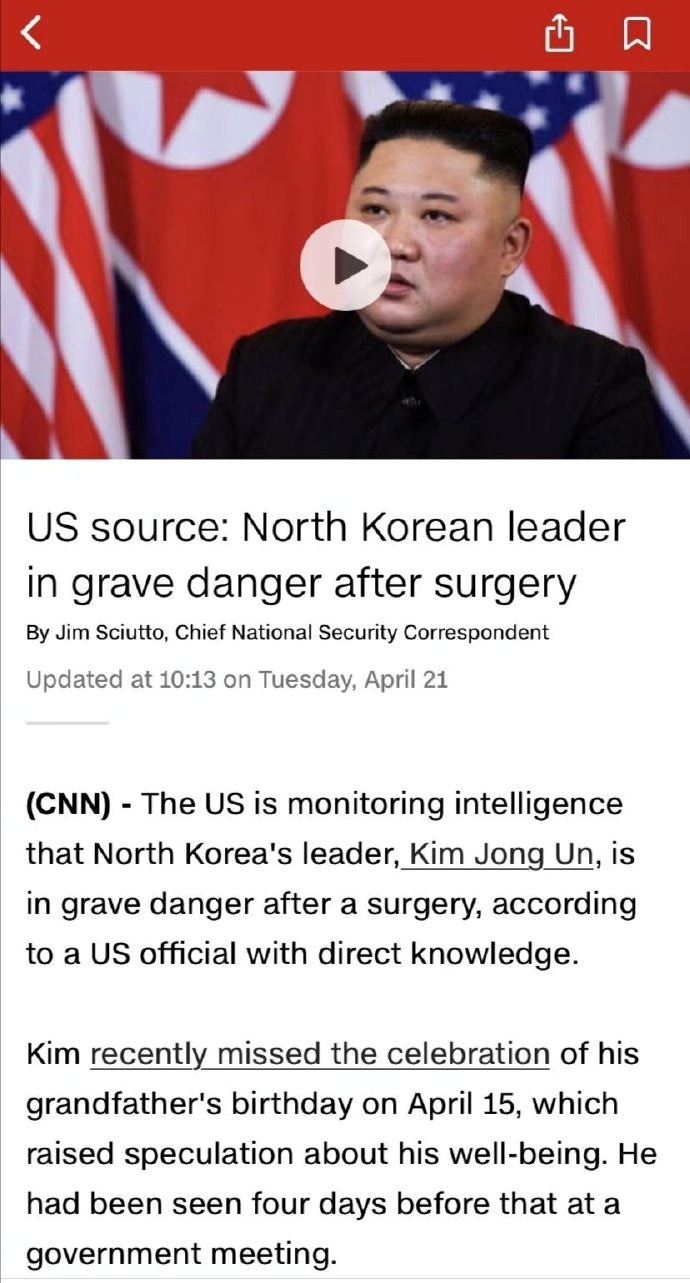 US source: North Korean leader
in grave danger after surgery
By Jim Sciutto, Chief National Security Correspondent
Updated at 10:13 on Tuesday, April 21
(CNN) - The US is monitoring intelligence
that North Korea's leader, Kim Jong Un, is
in grave danger after a surgery, according
to a US official with direct knowledge.
Kim recently missed the celebration of his
grandfather's birthday on April 15, which
raised speculation about his well-being. He
had been seen four days before that at a
government meeting.